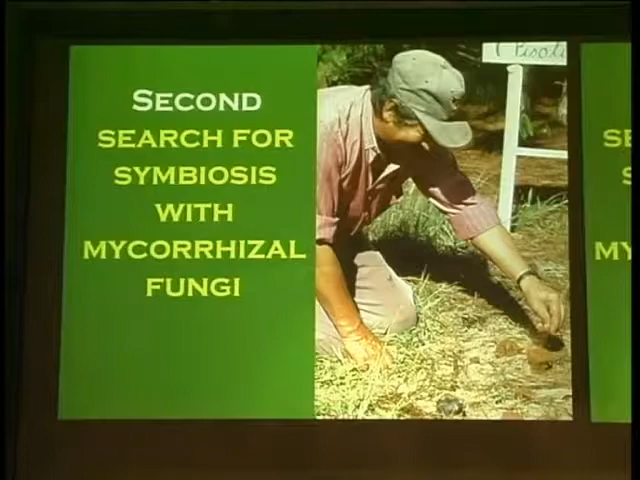 SECOND
SEARCH FOR
SYMBIOSIS
WITH
MYCORRHIZAL
FUNGI